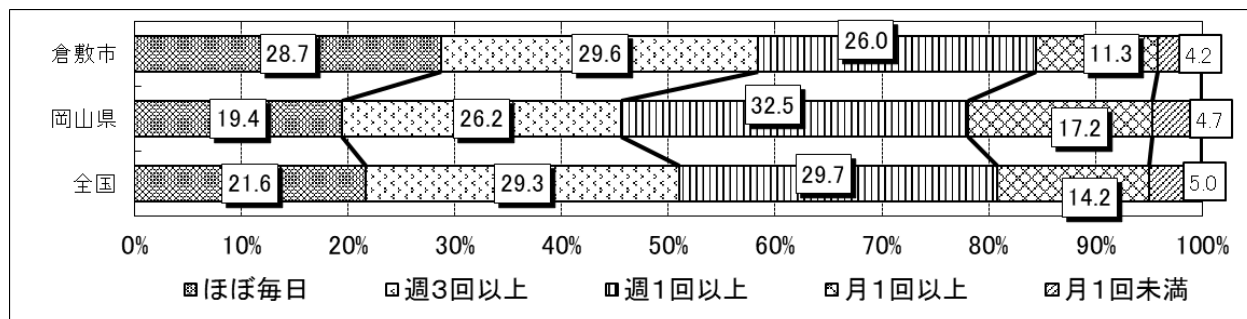 倉敷市 28.7 29.6 26.0 11.3 4.2
岡山県 19.4 26.2 32.5 17.2 4.7
全国 21.6 29.3 29.7 14.2 5.0
0% 10% 20% 30% 40% 50% 60% 70% 80% 90% 100%
ほぼ毎日 週3回以上 週1回以上 月1回以上 月1回未満